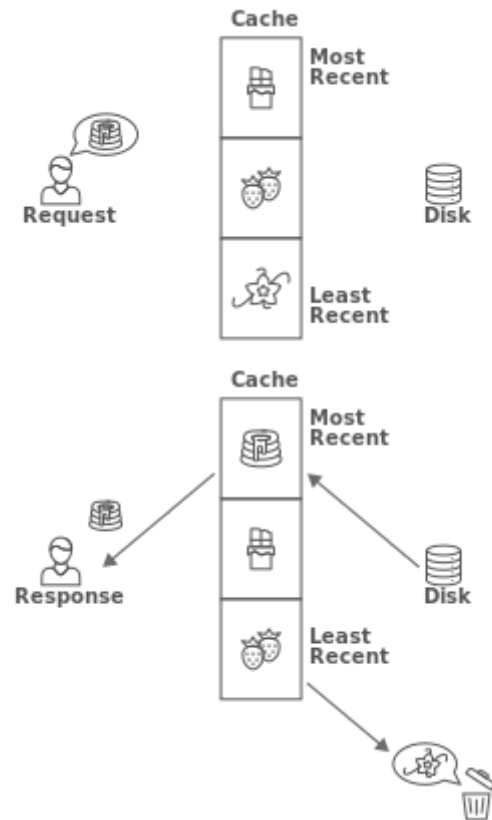 Cache
Most
Recent
Request
Disk
Least
Recent
Cache
Most
Recent
Response
Disk
Least
Recent